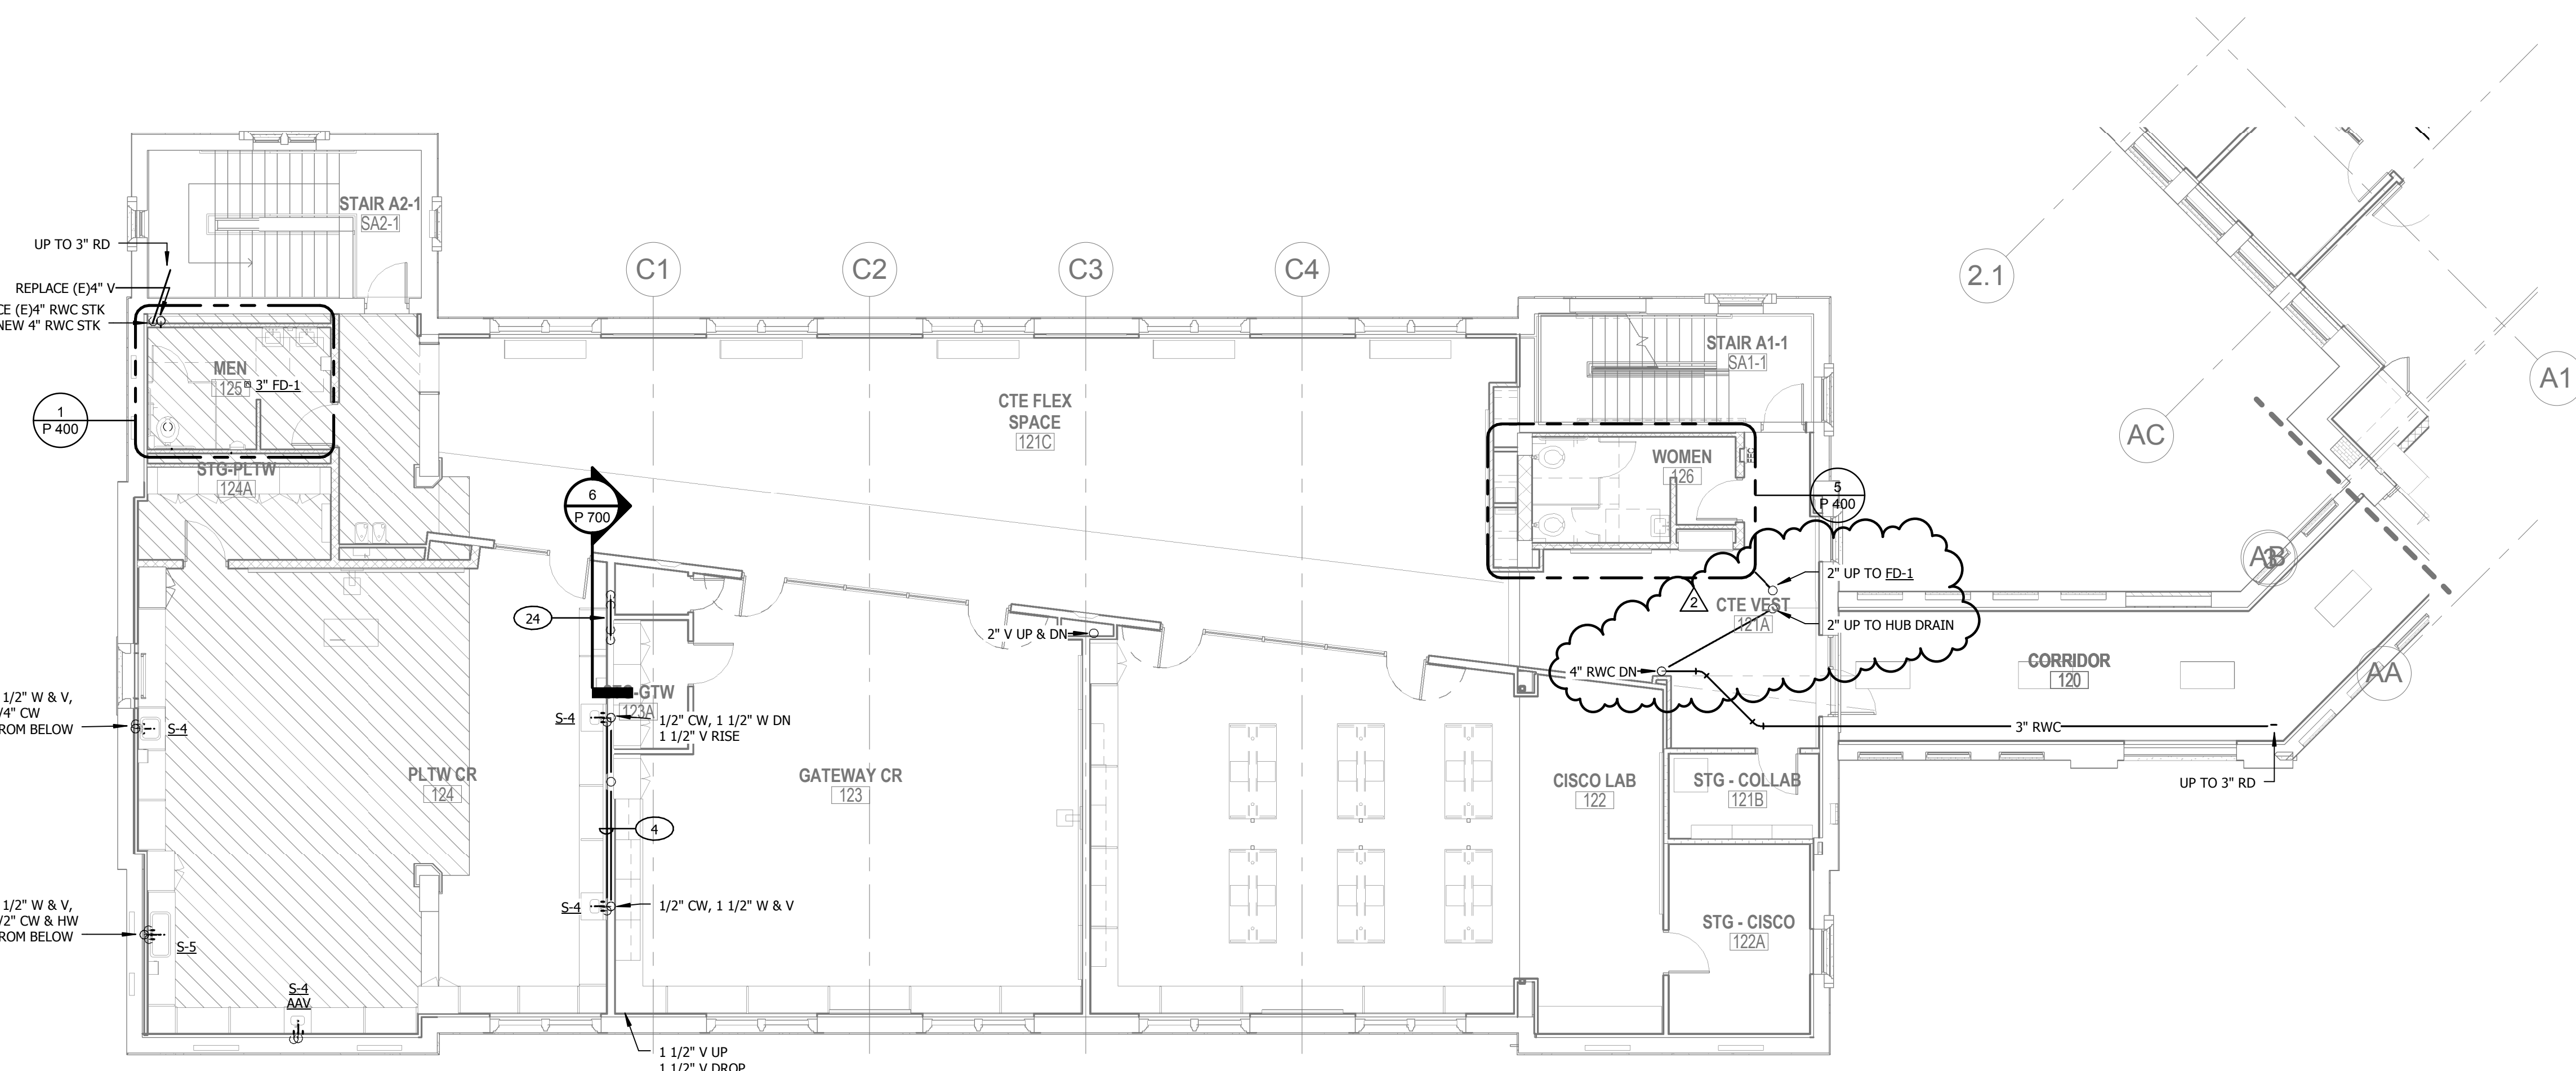 STAIR A2-1
SA2-1
UP TO 3" RD
REPLACE (E)4" V
CE (E)4" RWC STK
NEW 4" RWC STK
MEN
125
3" FD-1
1
P 400
STG-PLTW
124A
C1
C2
C3
C4
2.1
A1
AC
AB
AA
CTE FLEX
SPACE
121C
STAIR A1-1
SA1-1
WOMEN
126
FEC
5
P 400
6
P 700
24
2" V UP & DN
2
CTE VEST
121A
2" UP TO FD-1
2" UP TO HUB DRAIN
4" RWC DN
CORRIDOR
120
3" RWC
UP TO 3" RD
1/2" W & V,
/4" CW
ROM BELOW
S-4
S-4
-GTW
123A
1/2" CW, 1 1/2" W DN
1 1/2" V RISE
PLTW CR
124
GATEWAY CR
123
CISCO LAB
122
STG - COLLAB
121B
4
1/2" W & V,
/2" CW & HW
ROM BELOW
S-5
S-4
1/2" CW, 1 1/2" W & V
STG - CISCO
122A
S-4
AAV
1 1/2" V UP
1 1/2" V DROP